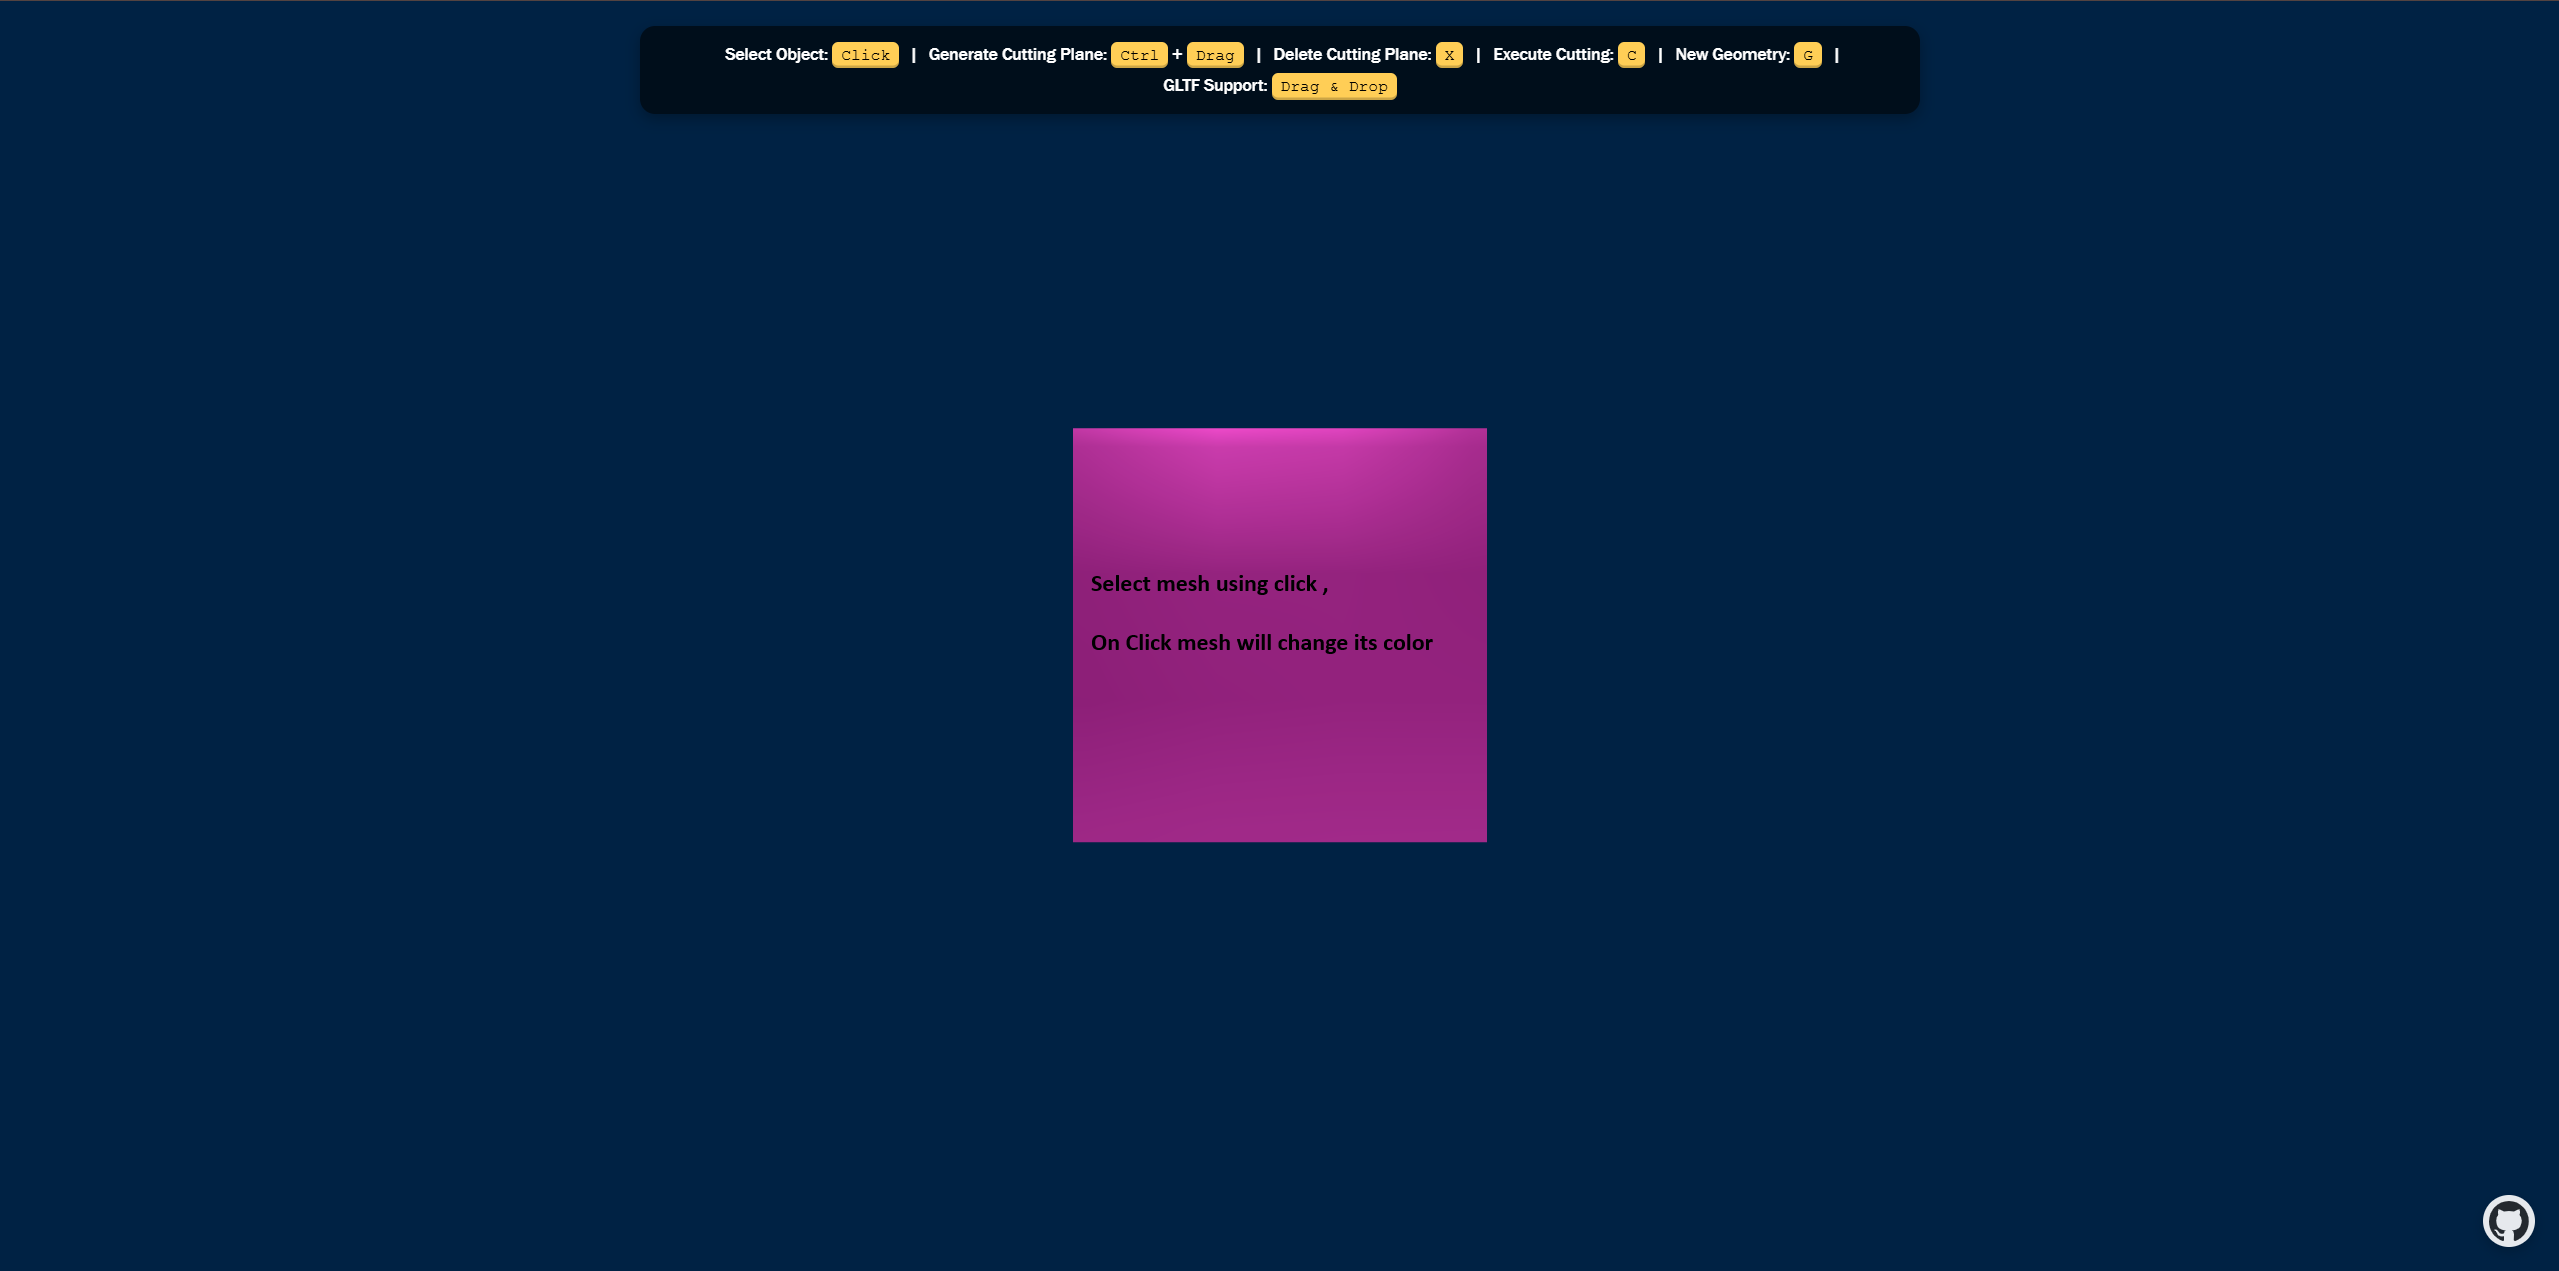 Select Object: Click | Generate Cutting Plane: Ctrl + Drag | Delete Cutting Plane: X | Execute Cutting: C | New Geometry: G |
GLTF Support: Drag & Drop
Select mesh using click ,
On Click mesh will change its color